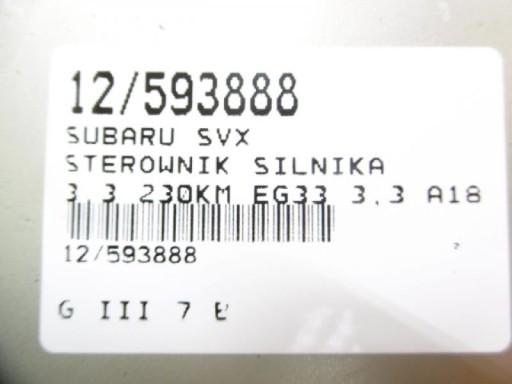 12/593888
SUBARU SVX
STEROWNIK SILNIKA
3.3 230KM EG33 3.3 A18
12/593888
G III 7